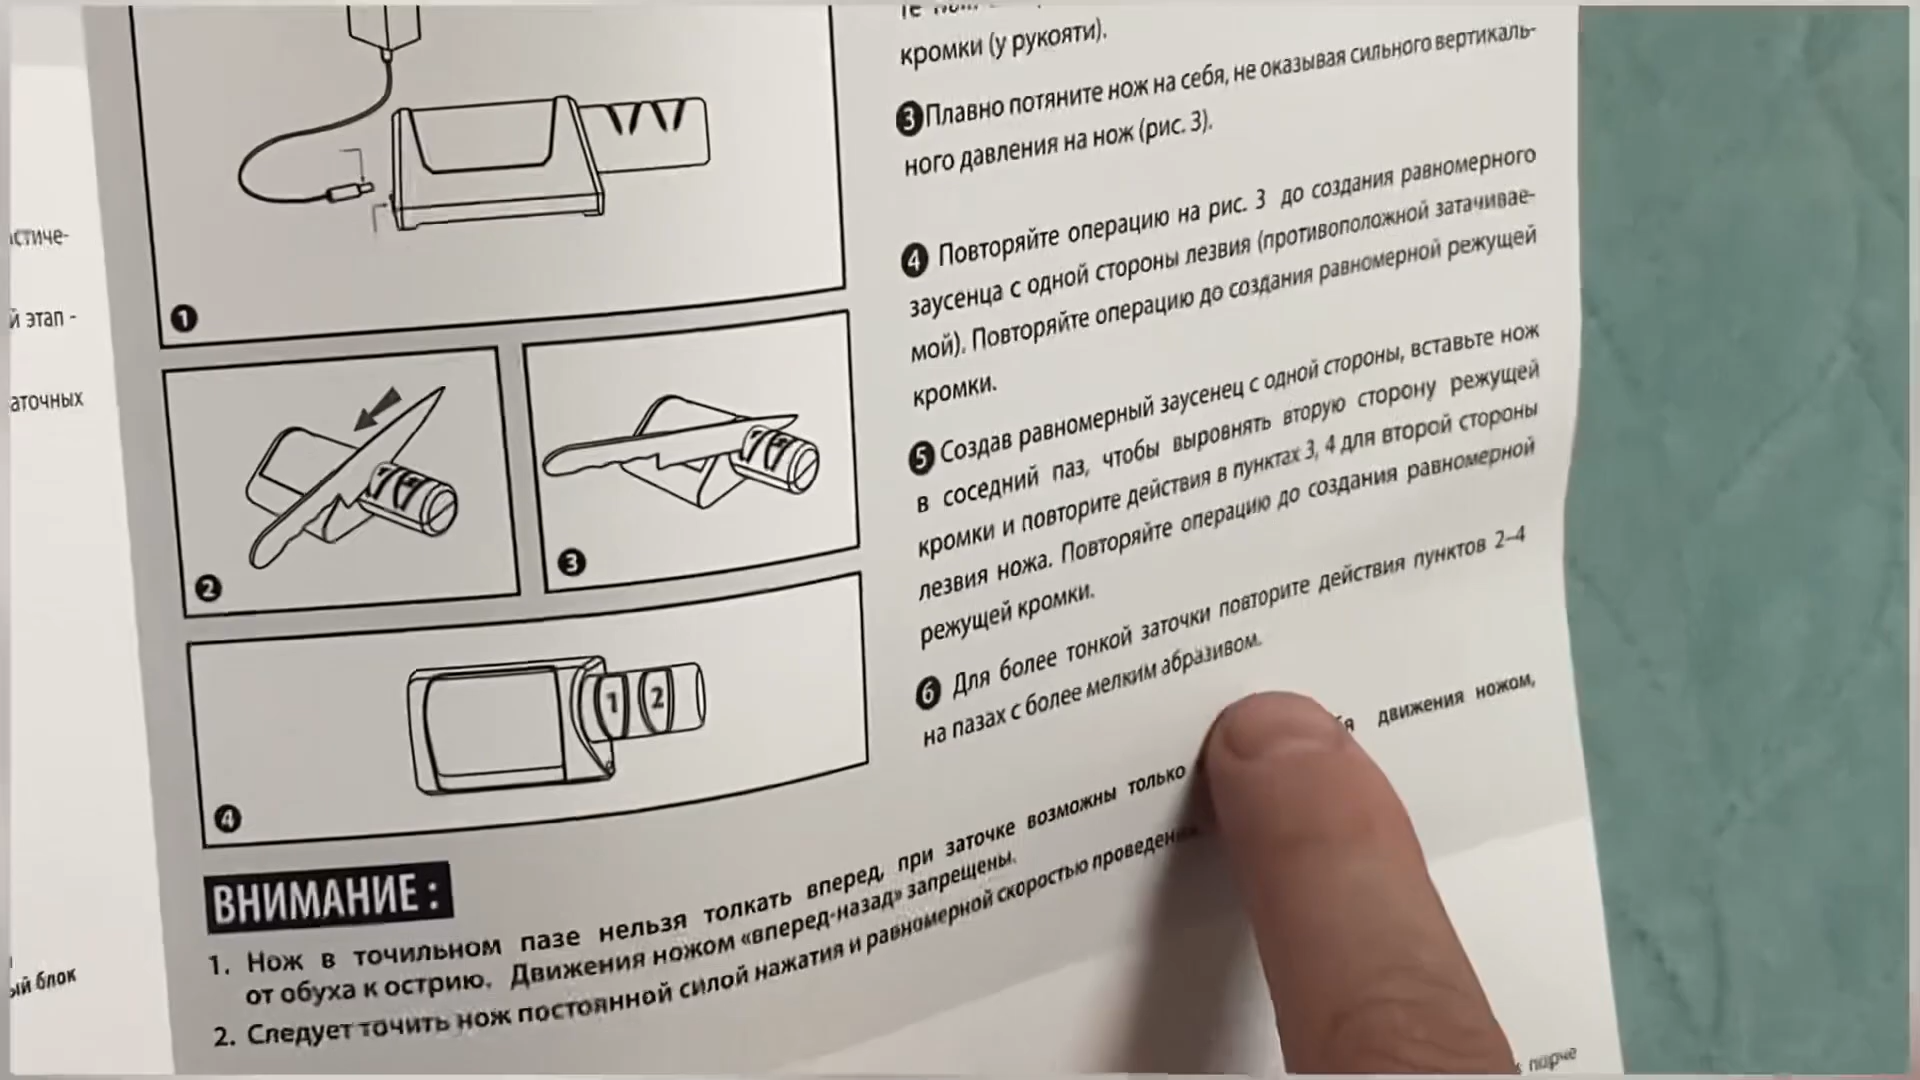 стиче-
й этап -
аточных
ый блок
1
2
3
1 2
4
кромки (у рукояти).
3 Плавно потяните нож на себя, не оказывая сильного вертикаль-
ного давления на нож (рис. 3).
4 Повторяйте операцию на рис. 3 до создания равномерного
заусенца с одной стороны лезвия (противоположной затачивае-
мой). Повторяйте операцию до создания равномерной режущей
кромки.
5 Создав равномерный заусенец с одной стороны, вставьте нож
в соседний паз, чтобы выровнять вторую сторону режущей
кромки и повторите действия в пунктах 3, 4 для второй стороны
лезвия ножа. Повторяйте операцию до создания равномерной
режущей кромки.
6 Для более тонкой заточки повторите действия пунктов 2–4
на пазах с более мелким абразивом.
ВНИМАНИЕ :
1. Нож в точильном пазе нельзя толкать вперед, при заточке возможны только я движения ножом,
от обуха к острию. Движения ножом «вперед-назад» запрещены.
2. Следует точить нож постоянной силой нажатия и равномерной скоростью
парче